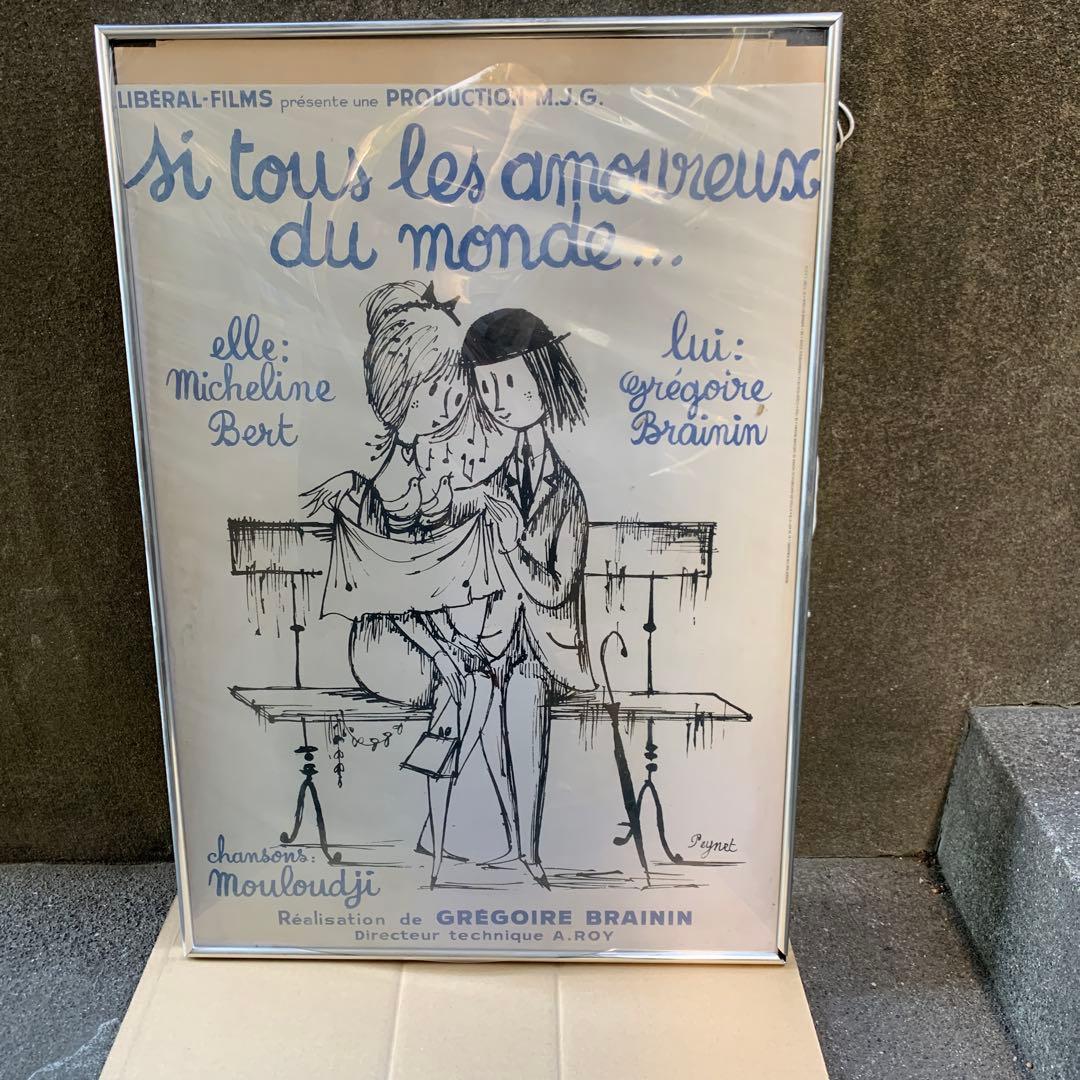 LIBERAL-FILMS présente une PRODUCTION M.J.G.
si tous les amoureux
du monde...
elle:
Micheline
Bert
lui:
Grégoire
Brainin
Peynet
chansons:
Mouloudji
Réalisation de GRÉGOIRE BRAININ
Directeur technique A.ROY